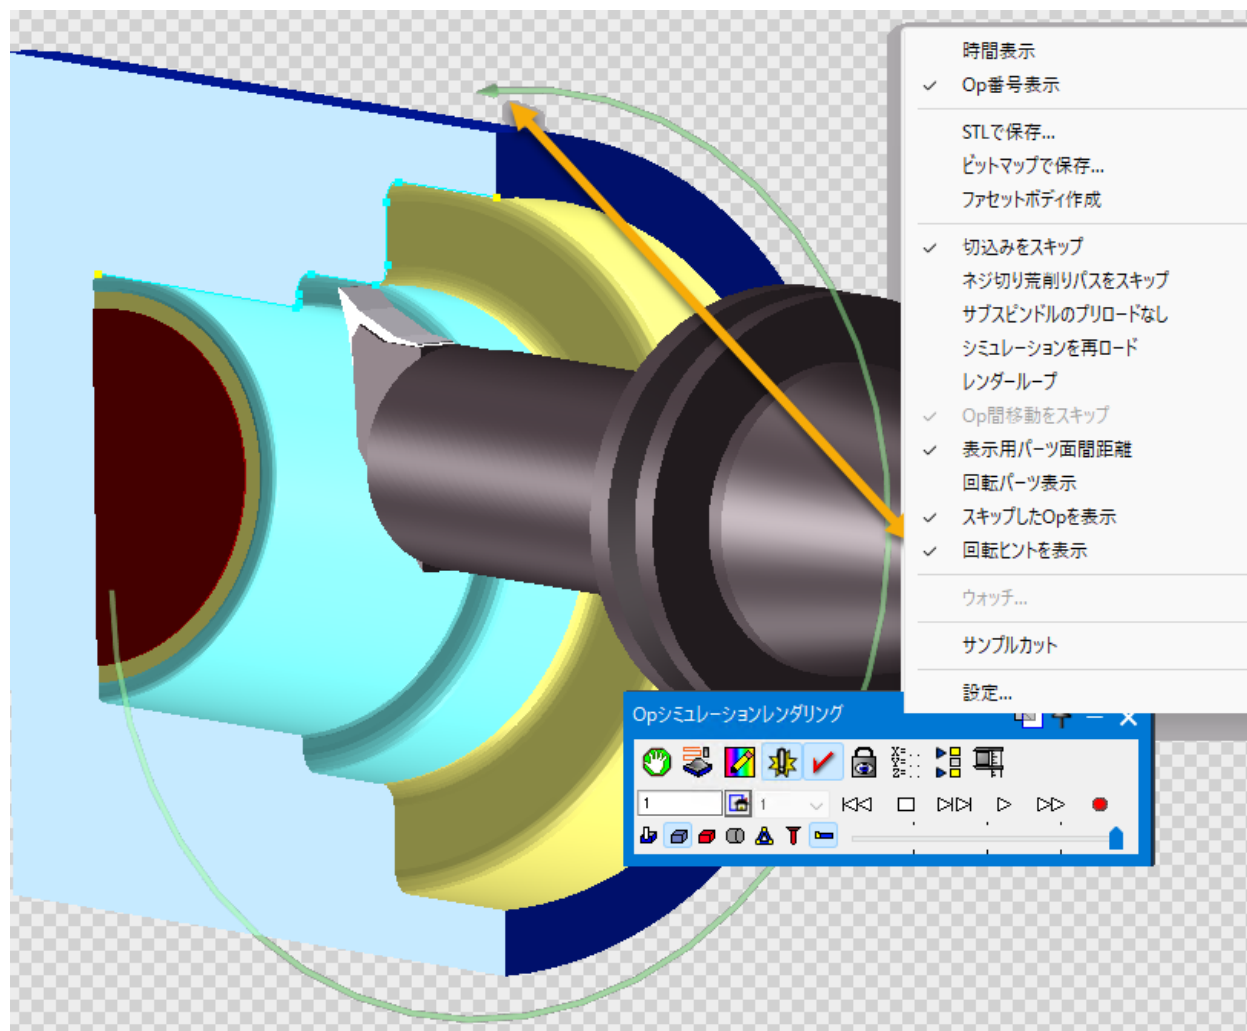 時間表示
Op番号表示
STLで保存...
ビットマップで保存...
ファセットボディ作成
切込みをスキップ
ネジ切り荒削りパスをスキップ
サブスピンドルのプリロードなし
シミュレーションを再ロード
レンダーループ
Op間移動をスキップ
表示用パーツ面間距離
回転パーツ表示
スキップしたOpを表示
回転ヒントを表示
ウォッチ...
サンプルカット
設定...
Opシミュレーションレンダリング
X=
Y=
Z=
1
1